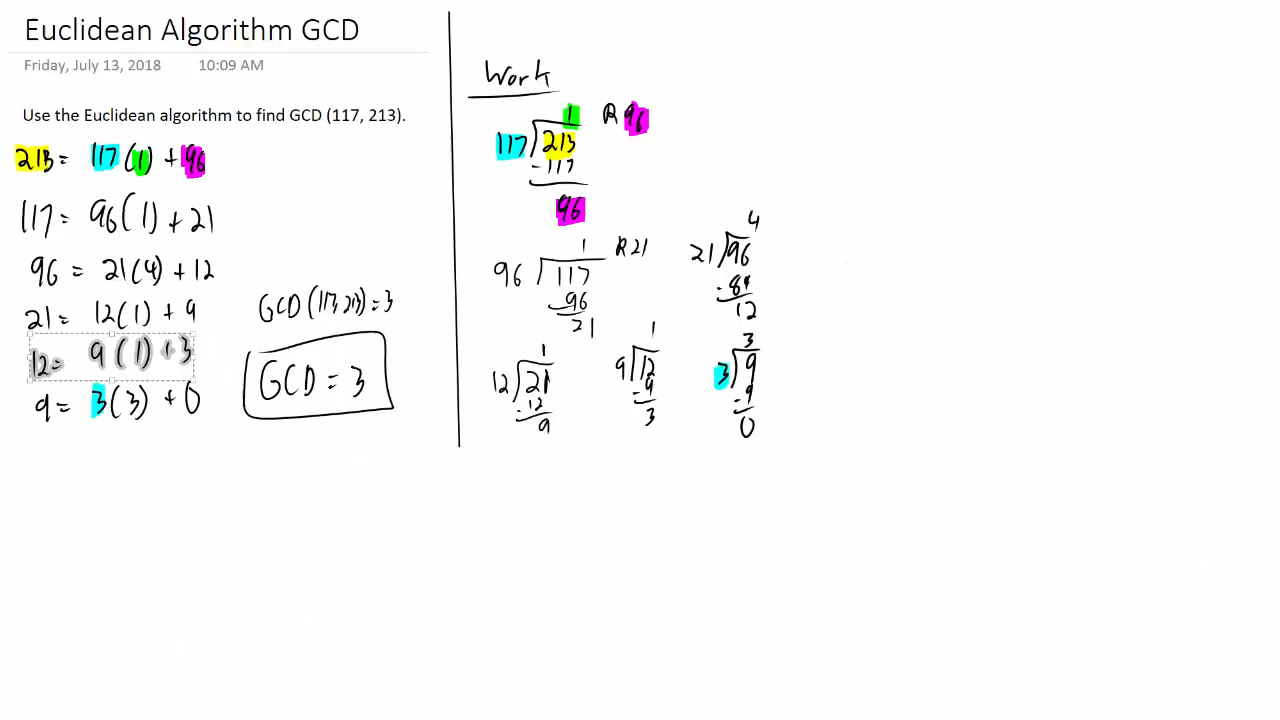 Euclidean Algorithm GCD
Friday, July 13, 2018 10:09 AM
Use the Euclidean algorithm to find GCD (117, 213).
213 = 117 (1) + 96
117 = 96 (1) + 21
96 = 21(4) + 12
21 = 12(1) + 9
12 = 9 (1) + 3
9 = 3(3) + 0
GCD (117, 213) = 3
GCD = 3
Work
1 R 96
117 213
-117
96
1 R 21
96 117
-96
21
4
21 96
-84
12
1
12 21
-12
9
1
9 12
-9
3
3
3 9
-9
0